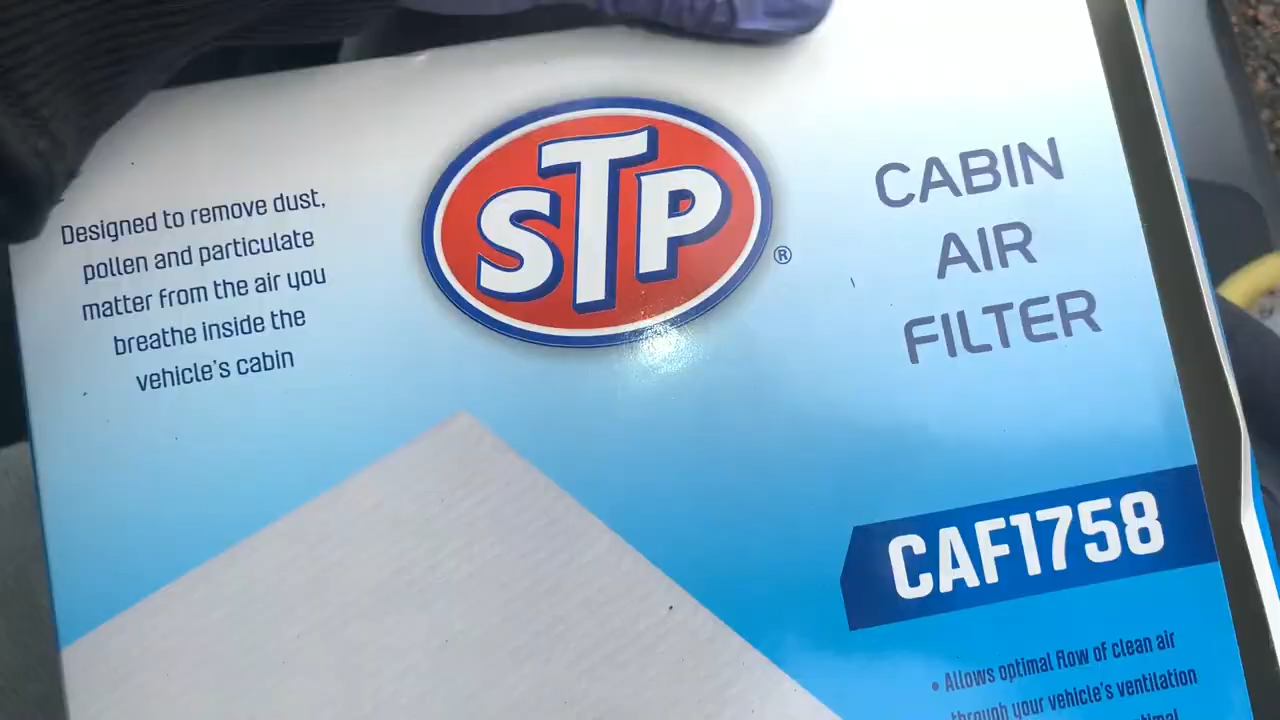 Designed to remove dust,
pollen and particulate
matter from the air you
breathe inside the
vehicle's cabin
STP
®
CABIN
AIR
FILTER
CAF1758
• Allows optimal flow of clean air
through your vehicle's ventilation